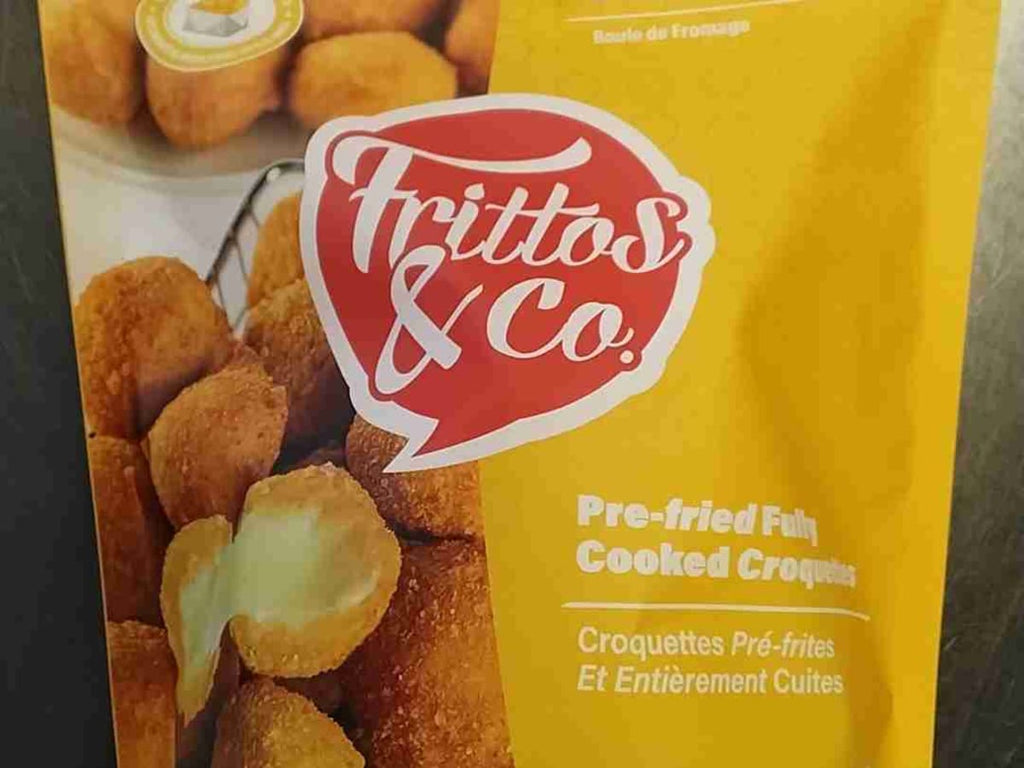 Boule de Fromage
Frittos
& Co.
Pre-fried Fully
Cooked Croquettes
Croquettes Pré-frites
Et Entièrement Cuites